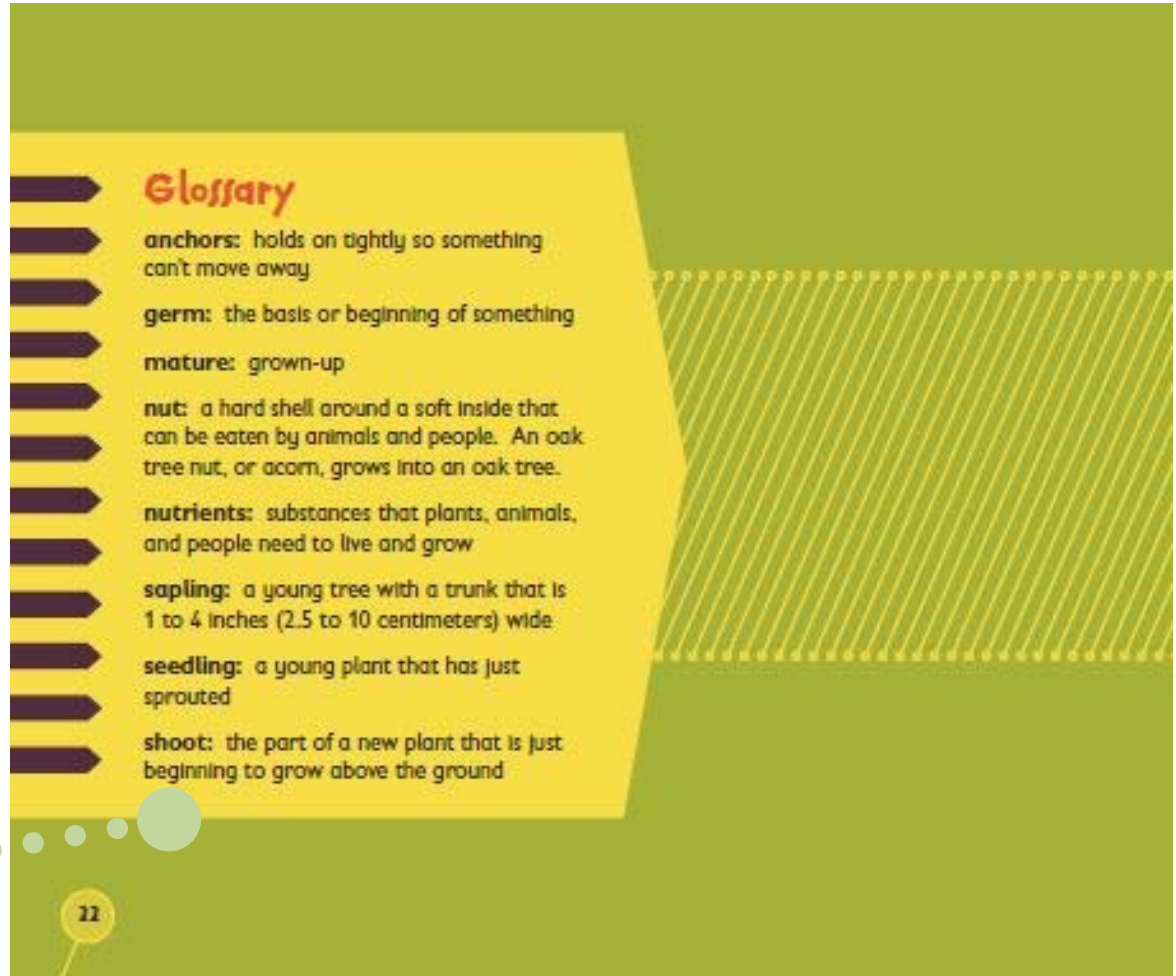 Glossary
anchors: holds on tightly so something
can't move away
germ: the basis or beginning of something
mature: grown-up
nut: a hard shell around a soft inside that
can be eaten by animals and people. An oak
tree nut, or acorn, grows into an oak tree.
nutrients: substances that plants, animals,
and people need to live and grow
sapling: a young tree with a trunk that is
1 to 4 inches (2.5 to 10 centimeters) wide
seedling: a young plant that has just
sprouted
shoot: the part of a new plant that is just
beginning to grow above the ground
22